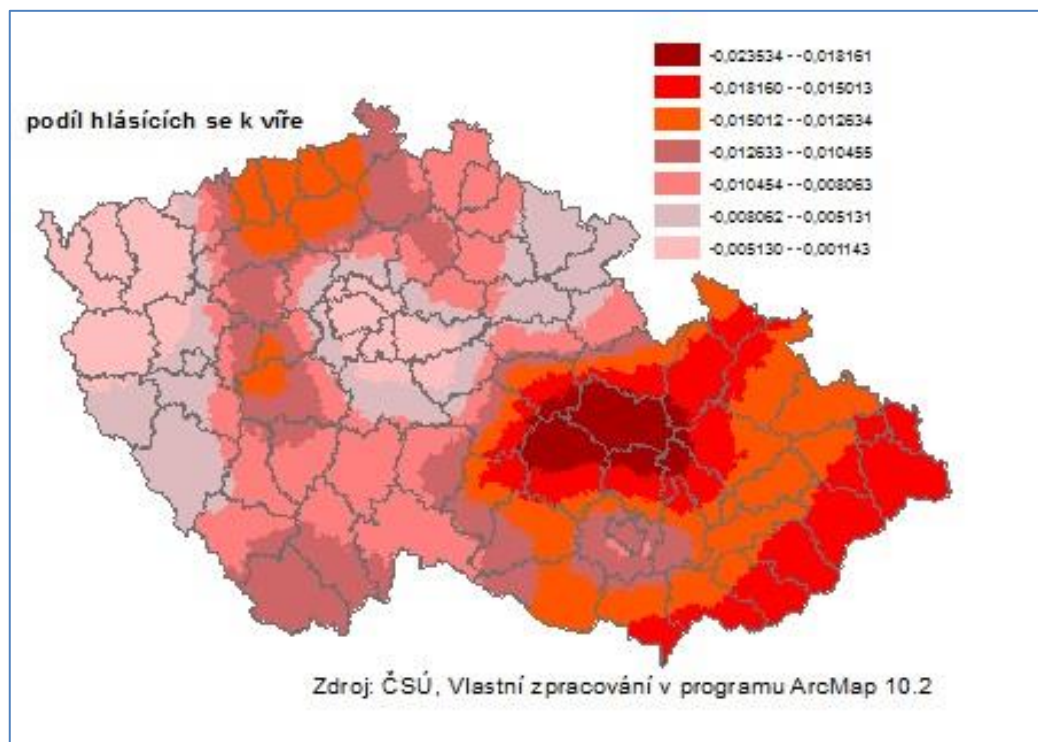 -0,023534 - -0,018161
-0,018160 - -0,015013
podíl hlásících se k víře
-0,015012 - -0,012634
-0,012633 - -0,010455
-0,010454 - -0,008063
-0,008062 - -0,005131
-0,005130 - -0,001143
Zdroj: ČSÚ, Vlastní zpracování v programu ArcMap 10.2